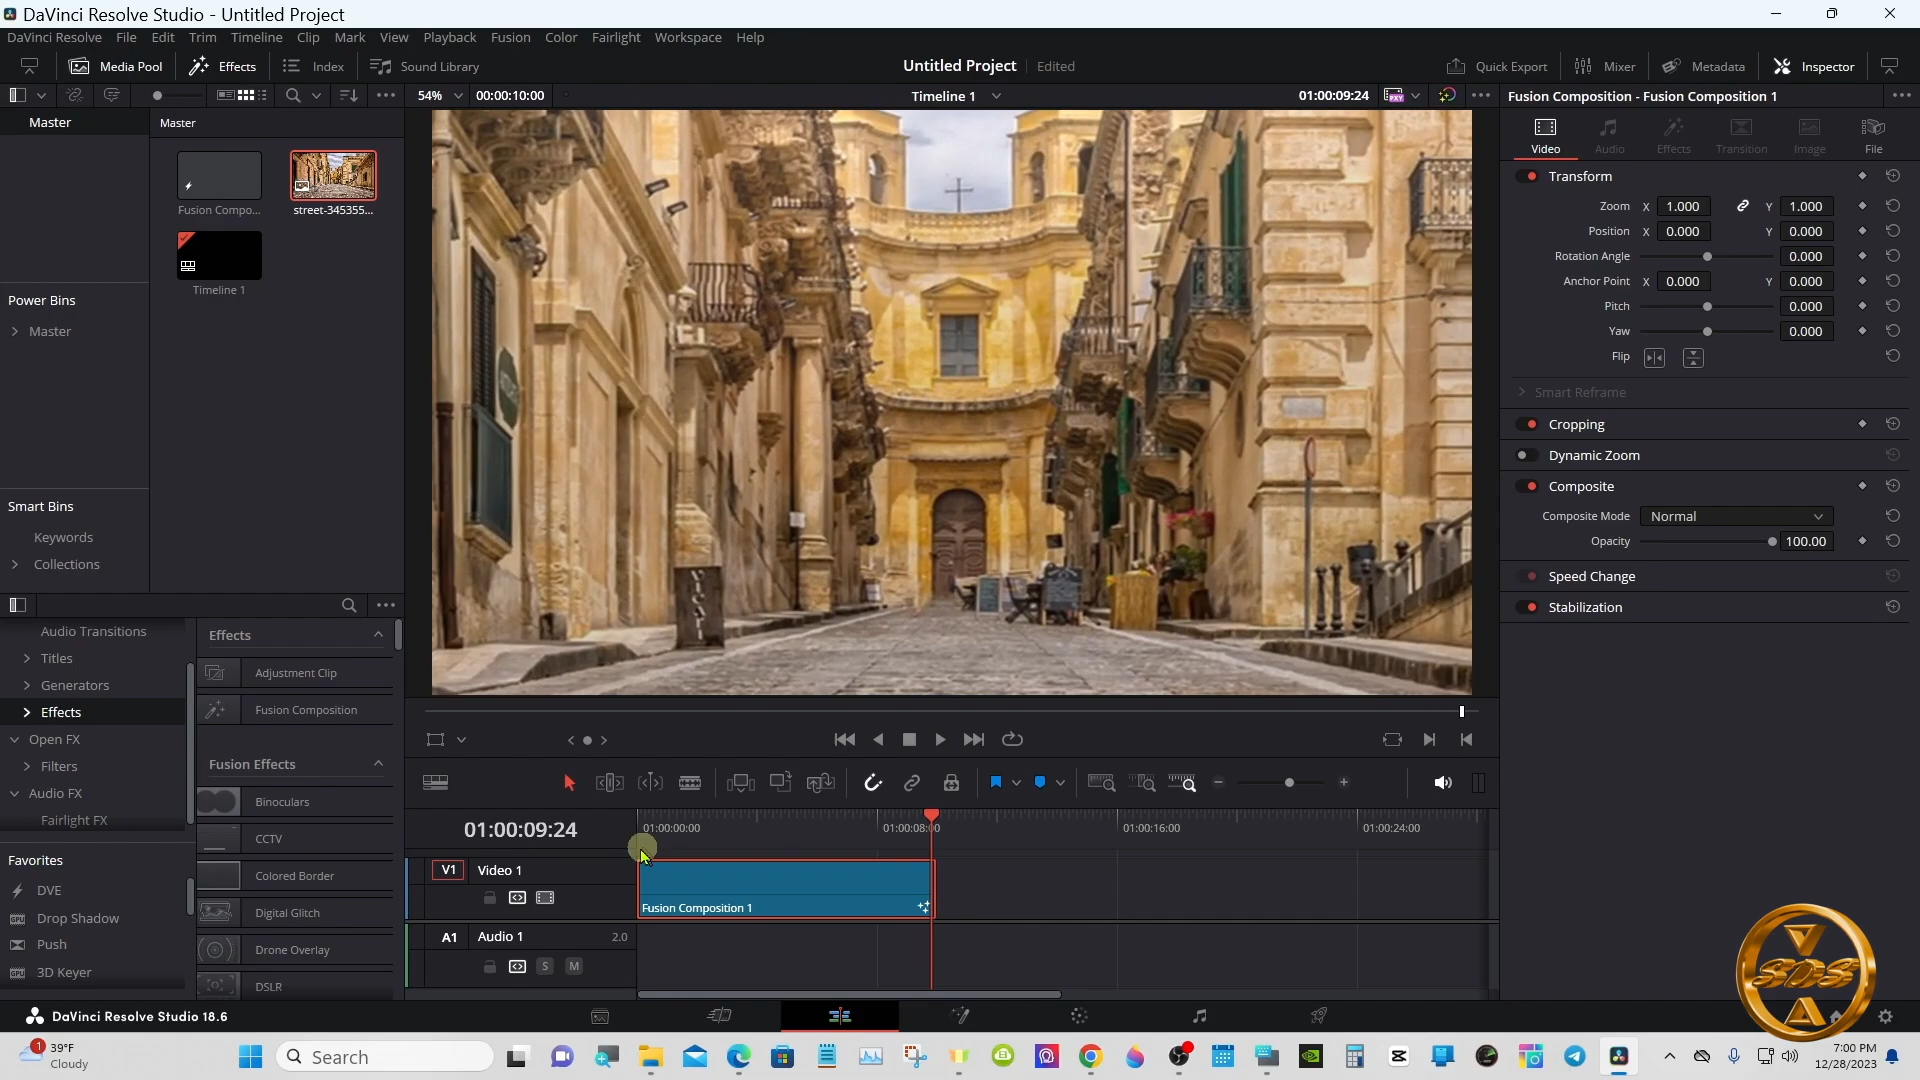 DaVinci Resolve Studio - Untitled Project
DaVinci Resolve File Edit Trim Timeline Clip Mark View Playback Fusion Color Fairlight Workspace Help
Media Pool Effects Index Sound Library Untitled Project Edited Quick Export Mixer Metadata Inspector
54% 00:00:10:00 Timeline 1 01:00:09:24 PXY Fusion Composition - Fusion Composition 1
Master Master
Video Audio Effects Transition Image File
Transform
Zoom X 1.000 Y 1.000
Fusion Compo... street-345355...
Position X 0.000 Y 0.000
Rotation Angle 0.000
Anchor Point X 0.000 Y 0.000
Timeline 1
Power Bins
Pitch 0.000
Master
Yaw 0.000
Flip
Smart Reframe
Cropping
Dynamic Zoom
Composite
Smart Bins
Composite Mode Normal
Keywords
Opacity 100.00
Collections
Speed Change
Stabilization
Audio Transitions Effects
Titles
Adjustment Clip
Generators
Effects Fusion Composition
Open FX
Filters Fusion Effects
Audio FX
Binoculars
Fairlight FX
CCTV
01:00:09:24 01:00:00:00 01:00:08:00 01:00:16:00 01:00:24:00
Favorites
V1 Video 1
DVE
Colored Border
Fusion Composition 1
Drop Shadow
Digital Glitch
A1 Audio 1 2.0
Push
Drone Overlay
S M
3D Keyer
DSLR
SDS
DaVinci Resolve Studio 18.6
1
39°F
Cloudy
Search
7:00 PM
12/28/2023